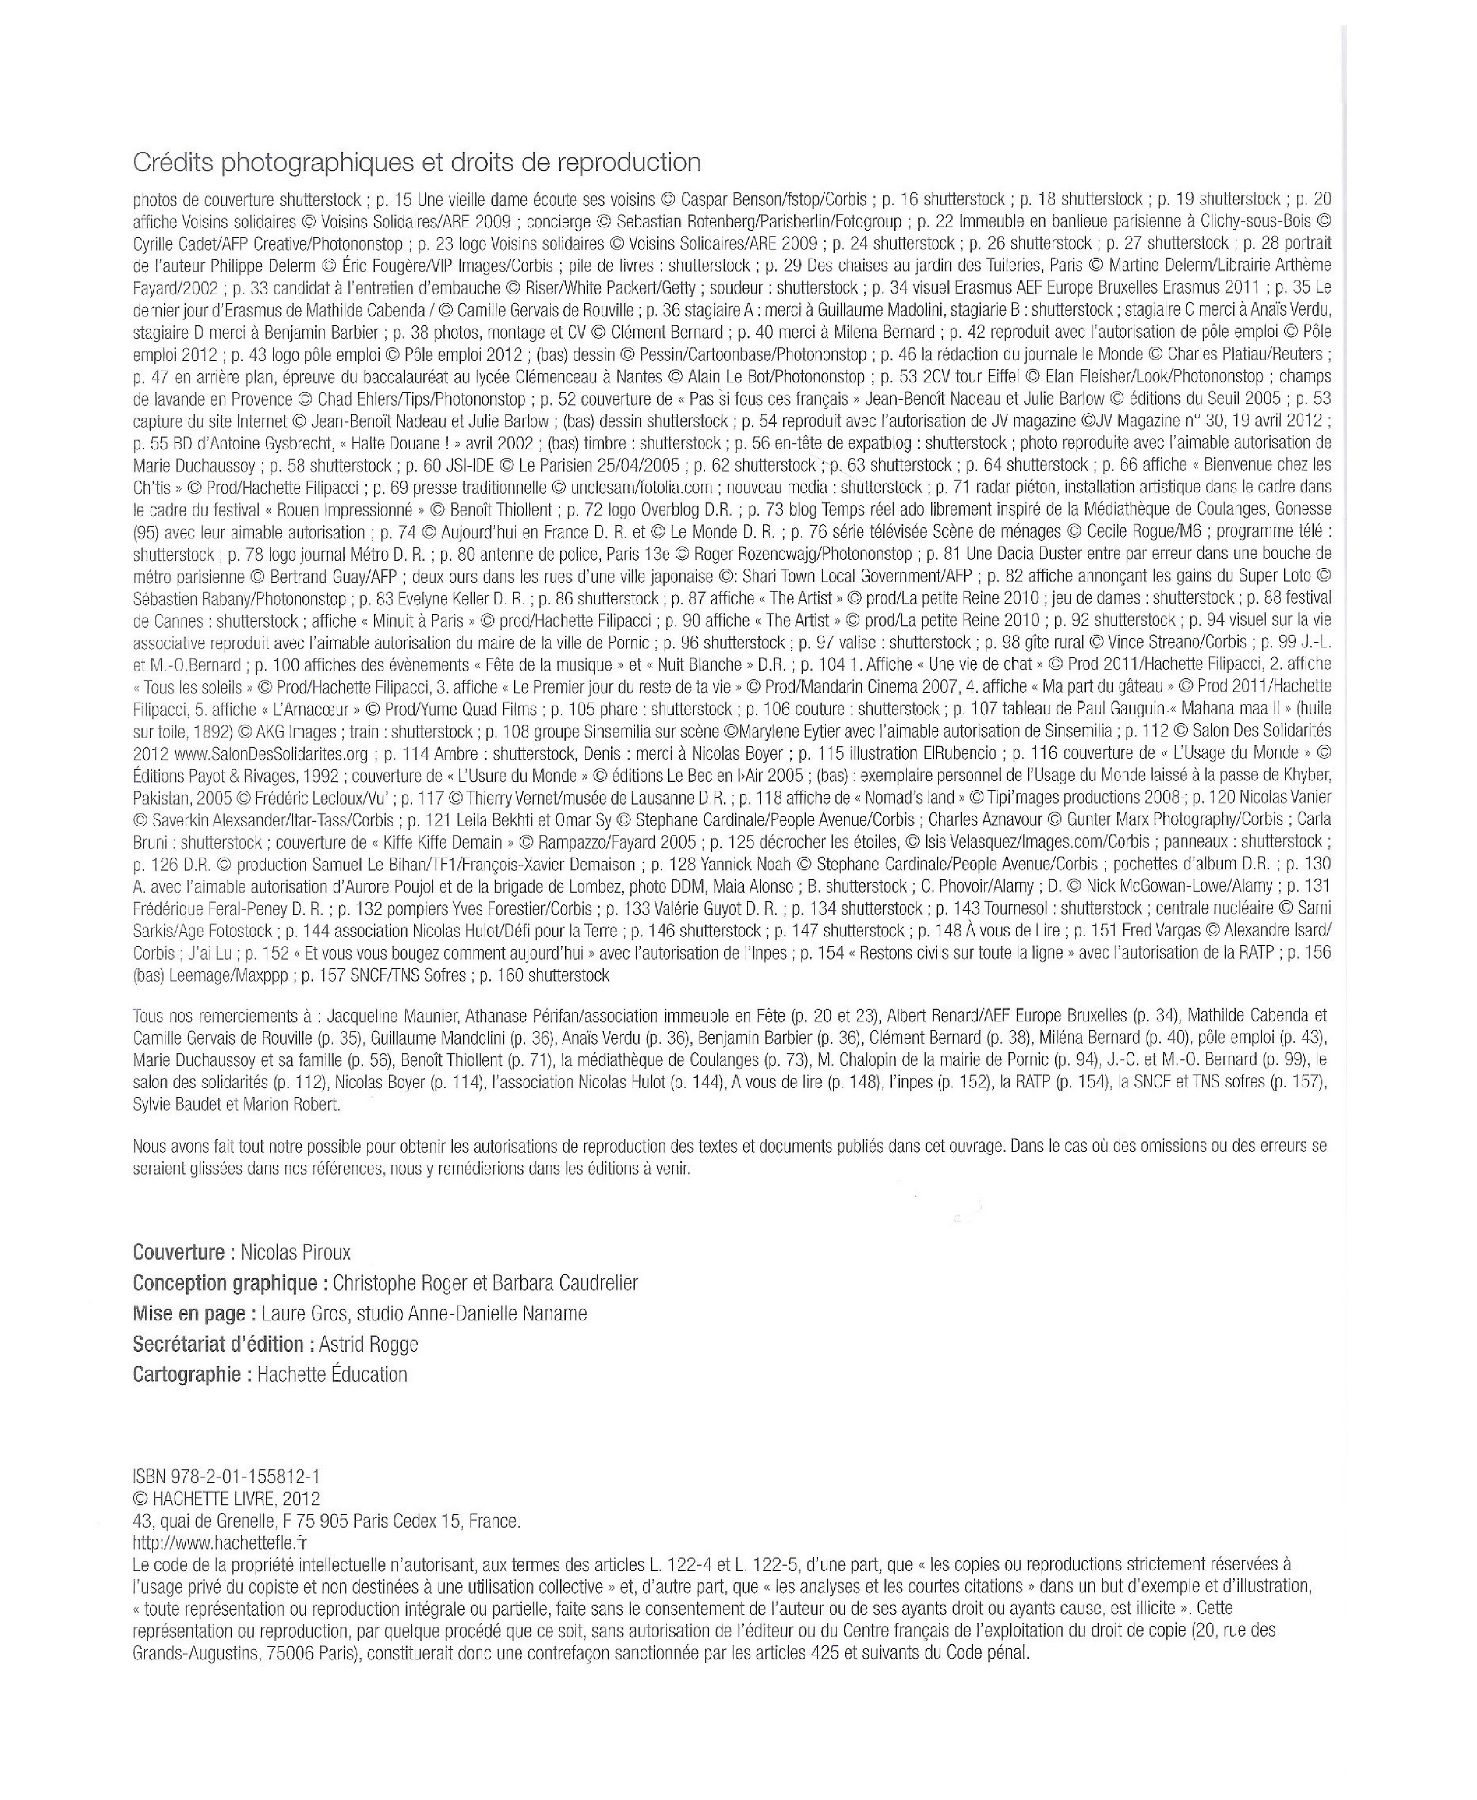 Crédits photographiques et droits de reproduction
photos de couverture shutterstock ; p. 15 Une vieille dame écoute ses voisins © Caspar Benson/fstop/Corbis ; p. 16 shutterstock ; p. 18 shutterstock ; p. 19 shutterstock ; p. 20
affiche Voisins solidaires © Voisins Solidaires/ARE 2009 ; concierge © Sebastian Rotenberg/Parisberlin/Fotogroup ; p. 22 Immeuble en banlieue parisienne à Clichy-sous-Bois ©
Cyrille Cadet/AFP Creative/Photononstop ; p. 23 logo Voisins solidaires © Voisins Solidaires/ARE 2009 ; p. 24 shutterstock ; p. 26 shutterstock ; p. 27 shutterstock ; p. 28 portrait
de l'auteur Philippe Delerm © Éric Fougère/VIP Images/Corbis ; pile de livres : shutterstock ; p. 29 Des chaises au jardin des Tuileries, Paris © Martine Delerm/Librairie Arthème
Fayard/2002 ; p. 33 candidat à l'entretien d'embauche © Riser/White Packert/Getty ; soudeur : shutterstock ; p. 34 visuel Erasmus AEF Europe Bruxelles Erasmus 2011 ; p. 35 Le
dernier jour d'Erasmus de Mathilde Cabenda / © Camille Gervais de Rouville ; p. 36 stagiaire A : merci à Guillaume Madolini, stagiarie B : shutterstock ; stagiaire C merci à Anaïs Verdu,
stagiaire D merci à Benjamin Barbier ; p. 38 photos, montage et CV © Clément Bernard ; p. 40 merci à Milena Bernard ; p. 42 reproduit avec l'autorisation de pôle emploi © Pôle
emploi 2012 ; p. 43 logo pôle emploi © Pôle emploi 2012 ; (bas) dessin © Pessin/Cartoonbase/Photononstop ; p. 46 la rédaction du journale le Monde © Charles Platiau/Reuters ;
p. 47 en arrière plan, épreuve du baccalauréat au lycée Clémenceau à Nantes © Alain Le Bot/Photononstop ; p. 53 2CV tour Eiffel © Elan Fleisher/Look/Photononstop ; champs
de lavande en Provence © Chad Ehlers/Tips/Photononstop ; p. 52 couverture de « Pas si fous ces français » Jean-Benoît Naceau et Julie Barlow © éditions du Seuil 2005 ; p. 53
capture du site Internet © Jean-Benoît Nadeau et Julie Barlow ; (bas) dessin shutterstock ; p. 54 reproduit avec l'autorisation de JV magazine ©JV Magazine n° 30, 19 avril 2012 ;
p. 55 BD d'Antoine Gysbrecht, « Halte Douane ! » avril 2002 ; (bas) timbre : shutterstock ; p. 56 en-tête de expatblog : shutterstock ; photo reproduite avec l'aimable autorisation de
Marie Duchaussoy ; p. 58 shutterstock ; p. 60 JSI-IDE © Le Parisien 25/04/2005 ; p. 62 shutterstock ; p. 63 shutterstock ; p. 64 shutterstock ; p. 66 affiche « Bienvenue chez les
Ch'tis » © Prod/Hachette Filipacci ; p. 69 presse traditionnelle © unclesam/fotolia.com ; nouveau media : shutterstock ; p. 71 radar piéton, installation artistique dans le cadre dans
le cadre du festival « Rouen Impressionné » © Benoît Thiollent ; p. 72 logo Overblog D.R. ; p. 73 blog Temps réel ado librement inspiré de la Médiathèque de Coulanges, Gonesse
(95) avec leur aimable autorisation ; p. 74 © Aujourd'hui en France D. R. et © Le Monde D. R. ; p. 76 série télévisée Scène de ménages © Cecile Rogue/M6 ; programme télé :
shutterstock ; p. 78 logo journal Métro D. R. ; p. 80 antenne de police, Paris 13e © Roger Rozencwajg/Photononstop ; p. 81 Une Dacia Duster entre par erreur dans une bouche de
métro parisienne © Bertrand Guay/AFP ; deux ours dans les rues d'une ville japonaise ©: Shari Town Local Government/AFP ; p. 82 affiche annonçant les gains du Super Loto ©
Sébastien Rabany/Photononstop ; p. 83 Evelyne Keller D. R. ; p. 86 shutterstock ; p. 87 affiche « The Artist » © prod/La petite Reine 2010 ; jeu de dames : shutterstock ; p. 88 festival
de Cannes : shutterstock ; affiche « Minuit à Paris » © prod/Hachette Filipacci ; p. 90 affiche « The Artist » © prod/La petite Reine 2010 ; p. 92 shutterstock ; p. 94 visuel sur la vie
associative reproduit avec l'aimable autorisation du maire de la ville de Pornic ; p. 96 shutterstock ; p. 97 valise : shutterstock ; p. 98 gîte rural © Vince Streano/Corbis ; p. 99 J.-L.
et M.-O.Bernard ; p. 100 affiches des évènements « Fête de la musique » et « Nuit Blanche » D.R. ; p. 104 1. Affiche « Une vie de chat » © Prod 2011/Hachette Filipacci, 2. affiche
« Tous les soleils » © Prod/Hachette Filipacci, 3. affiche « Le Premier jour du reste de ta vie » © Prod/Mandarin Cinema 2007, 4. affiche « Ma part du gâteau » © Prod 2011/Hachette
Filipacci, 5. affiche « L'Arnacœur » © Prod/Yume Quad Films ; p. 105 phare : shutterstock ; p. 106 couture : shutterstock ; p. 107 tableau de Paul Gauguin « Mahana maa II » (huile
sur toile, 1892) © AKG Images ; train : shutterstock ; p. 108 groupe Sinsemilia sur scène ©Marylene Eytier avec l'aimable autorisation de Sinsemilia ; p. 112 © Salon Des Solidarités
2012 www.SalonDesSolidarites.org ; p. 114 Ambre : shutterstock, Denis : merci à Nicolas Boyer ; p. 115 illustration ElRubencio ; p. 116 couverture de « L'Usage du Monde » ©
Éditions Payot & Rivages, 1992 ; couverture de « L'Usure du Monde » © éditions Le Bec en l'Air 2005 ; (bas) : exemplaire personnel de l'Usage du Monde laissé à la passe de Khyber,
Pakistan, 2005 © Frédéric Lecloux/Vu' ; p. 117 © Thierry Vernet/musée de Lausanne D.R. ; p. 118 affiche de « Nomad's land » © Tipi'mages productions 2008 ; p. 120 Nicolas Vanier
© Saverkin Alexsander/Itar-Tass/Corbis ; p. 121 Leila Bekhti et Omar Sy © Stephane Cardinale/People Avenue/Corbis ; Charles Aznavour © Gunter Marx Photography/Corbis ; Carla
Bruni : shutterstock ; couverture de « Kiffe Kiffe Demain » © Rampazzo/Fayard 2005 ; p. 125 décrocher les étoiles, © Isis Velasquez/Images.com/Corbis ; panneaux : shutterstock ;
p. 126 D.R. © production Samuel Le Bihan/TF1/François-Xavier Demaison ; p. 128 Yannick Noah © Stephane Cardinale/People Avenue/Corbis ; pochettes d'album D.R. ; p. 130
A. avec l'aimable autorisation d'Aurore Poujol et de la brigade de Lombez, photo DDM, Maia Alonso ; B. shutterstock ; C. Phovoir/Alamy ; D. © Nick McGowan-Lowe/Alamy ; p. 131
Frédérique Feral-Peney D. R. ; p. 132 pompiers Yves Forestier/Corbis ; p. 133 Valérie Guyot D. R. ; p. 134 shutterstock ; p. 143 Tournesol : shutterstock ; centrale nucléaire © Sami
Sarkis/Age Fotostock ; p. 144 association Nicolas Hulot/Défi pour la Terre ; p. 146 shutterstock ; p. 147 shutterstock ; p. 148 À vous de Lire ; p. 151 Fred Vargas © Alexandre Isard/
Corbis ; J'ai Lu ; p. 152 « Et vous vous bougez comment aujourd'hui » avec l'autorisation de l'Inpes ; p. 154 « Restons civils sur toute la ligne » avec l'autorisation de la RATP ; p. 156
(bas) Leemage/Maxppp ; p. 157 SNCF/TNS Sofres ; p. 160 shutterstock
Tous nos remerciements à : Jacqueline Maunier, Athanase Périfan/association immeuble en Fête (p. 20 et 23), Albert Renard/AEF Europe Bruxelles (p. 34), Mathilde Cabenda et
Camille Gervais de Rouville (p. 35), Guillaume Mandolini (p. 36), Anaïs Verdu (p. 36), Benjamin Barbier (p. 36), Clément Bernard (p. 38), Miléna Bernard (p. 40), pôle emploi (p. 43),
Marie Duchaussoy et sa famille (p. 56), Benoît Thiollent (p. 71), la médiathèque de Coulanges (p. 73), M. Chalopin de la mairie de Pornic (p. 94), J.-C. et M.-O. Bernard (p. 99), le
salon des solidarités (p. 112), Nicolas Boyer (p. 114), l'association Nicolas Hulot (p. 144), A vous de lire (p. 148), l'inpes (p. 152), la RATP (p. 154), la SNCF et TNS sofres (p. 157),
Sylvie Baudet et Marion Robert.
Nous avons fait tout notre possible pour obtenir les autorisations de reproduction des textes et documents publiés dans cet ouvrage. Dans le cas où des omissions ou des erreurs se
seraient glissées dans nos références, nous y remédierions dans les éditions à venir.
Couverture : Nicolas Piroux
Conception graphique : Christophe Roger et Barbara Caudrelier
Mise en page : Laure Gros, studio Anne-Danielle Naname
Secrétariat d'édition : Astrid Rogge
Cartographie : Hachette Éducation
ISBN 978-2-01-155812-1
© HACHETTE LIVRE, 2012
43, quai de Grenelle, F 75 905 Paris Cedex 15, France.
http://www.hachettefle.fr
Le code de la propriété intellectuelle n'autorisant, aux termes des articles L. 122-4 et L. 122-5, d'une part, que « les copies ou reproductions strictement réservées à
l'usage privé du copiste et non destinées à une utilisation collective » et, d'autre part, que « les analyses et les courtes citations » dans un but d'exemple et d'illustration,
« toute représentation ou reproduction intégrale ou partielle, faite sans le consentement de l'auteur ou de ses ayants droit ou ayants cause, est illicite ». Cette
représentation ou reproduction, par quelque procédé que ce soit, sans autorisation de l'éditeur ou du Centre français de l'exploitation du droit de copie (20, rue des
Grands-Augustins, 75006 Paris), constituerait donc une contrefaçon sanctionnée par les articles 425 et suivants du Code pénal.